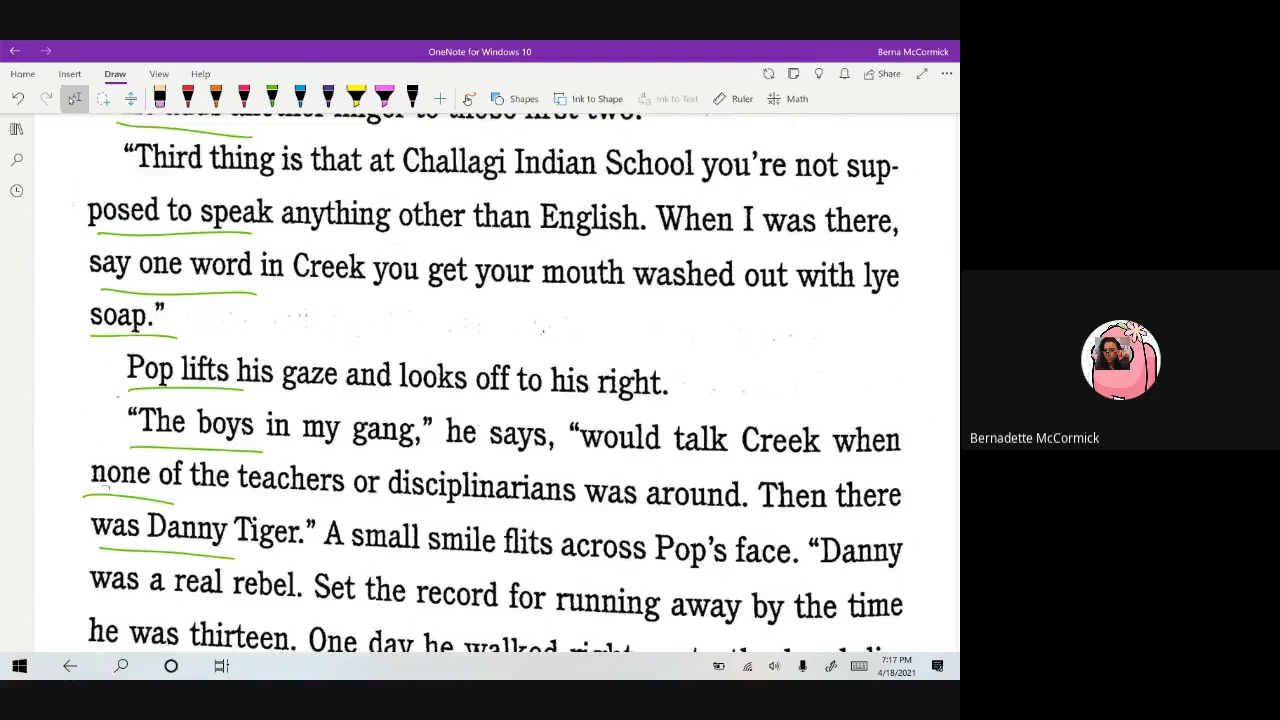 OneNote for Windows 10
Berna McCormick
Home Insert Draw View Help
Share
Shapes Ink to Shape Ink to Text Ruler Math
“Third thing is that at Challagi Indian School you’re not sup-
posed to speak anything other than English. When I was there,
say one word in Creek you get your mouth washed out with lye
soap.”
Pop lifts his gaze and looks off to his right.
“The boys in my gang,” he says, “would talk Creek when
none of the teachers or disciplinarians was around. Then there
was Danny Tiger.” A small smile flits across Pop’s face. “Danny
was a real rebel. Set the record for running away by the time
he was thirteen. One day he walked
Bernadette McCormick
7:17 PM
4/18/2021